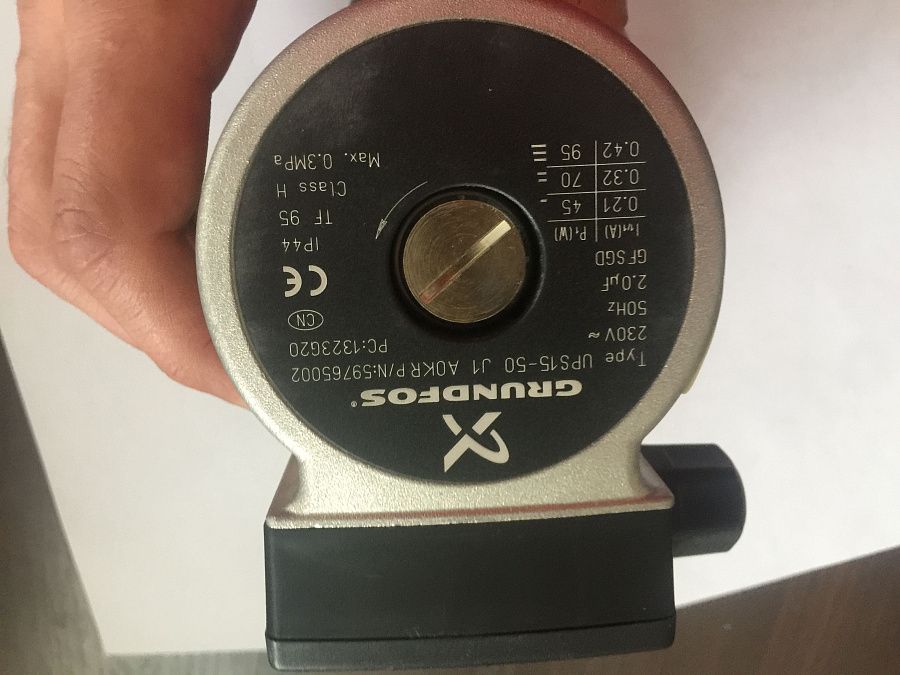 GRUNDFOS®
Type UPS15-50 J1 AOKR P/N:59765002
230V ~ PC:1323G20
50Hz CN
2.0µF CE
GFSGD IP44
I 1/1(A) P1(W) TF 95
0.21 45 - Class H
0.32 70 = Max. 0.3MPa
0.42 95 ≡